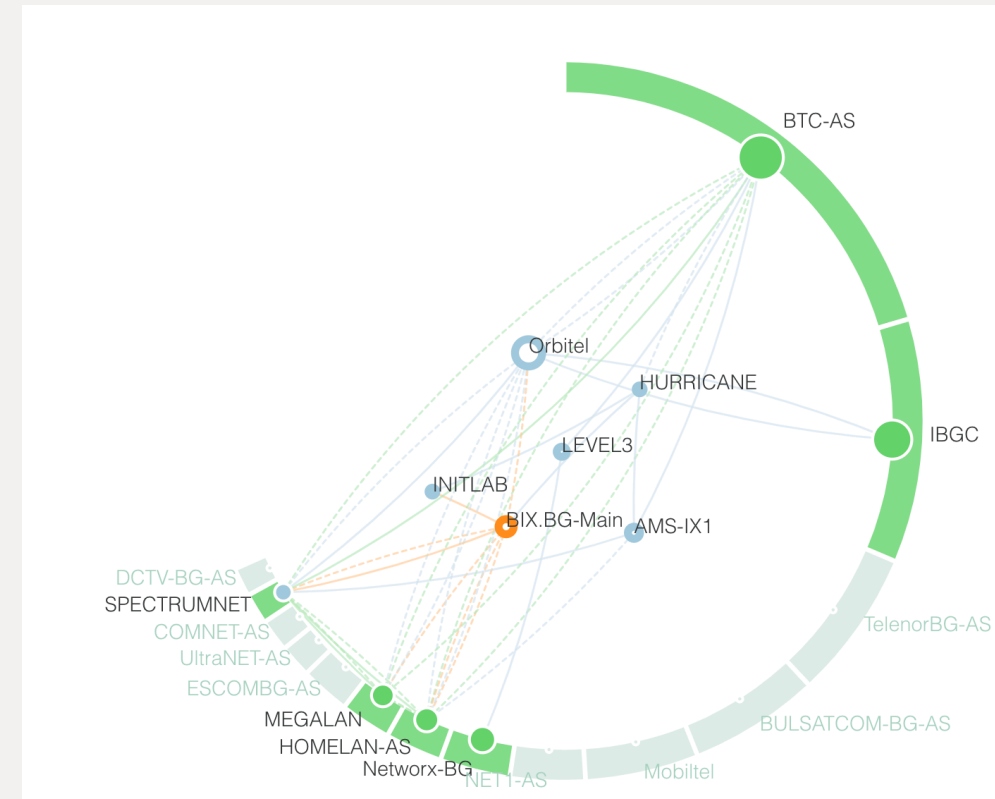 BTC-AS
Orbitel
HURRICANE
IBGC
LEVEL3
INITLAB
BIX.BG-Main
AMS-IX1
DCTV-BG-AS
SPECTRUMNET
COMNET-AS
TelenorBG-AS
UltraNET-AS
ESCOMBG-AS
MEGALAN
BULSATCOM-BG-AS
HOMELAN-AS
Networx-BG
Mobiltel
NET1-AS